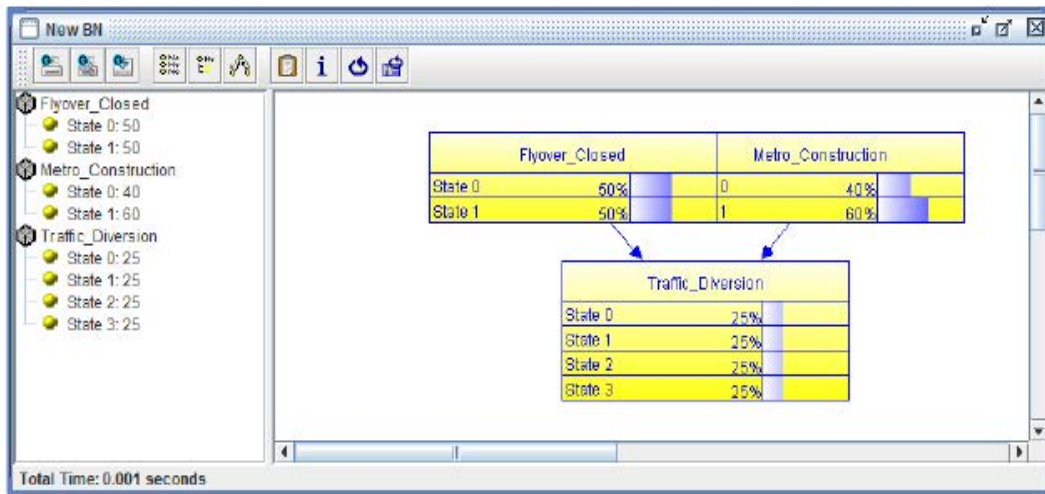 New BN
i
Flyover_Closed
State 0: 50
State 1: 50
Metro_Construction
State 0: 40
State 1: 60
Traffic_Diversion
State 0: 25
State 1: 25
State 2: 25
State 3: 25
Flyover_Closed Metro_Construction
State 0 50% 0 40%
State 1 50% 1 60%
Traffic_Diversion
State 0 25%
State 1 25%
State 2 25%
State 3 25%
Total Time: 0.001 seconds